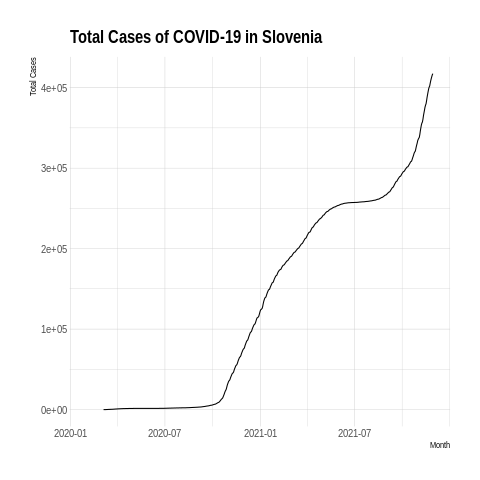 Total Cases of COVID-19 in Slovenia
Total Cases
4e+05
3e+05
2e+05
1e+05
0e+00
2020-01 2020-07 2021-01 2021-07
Month